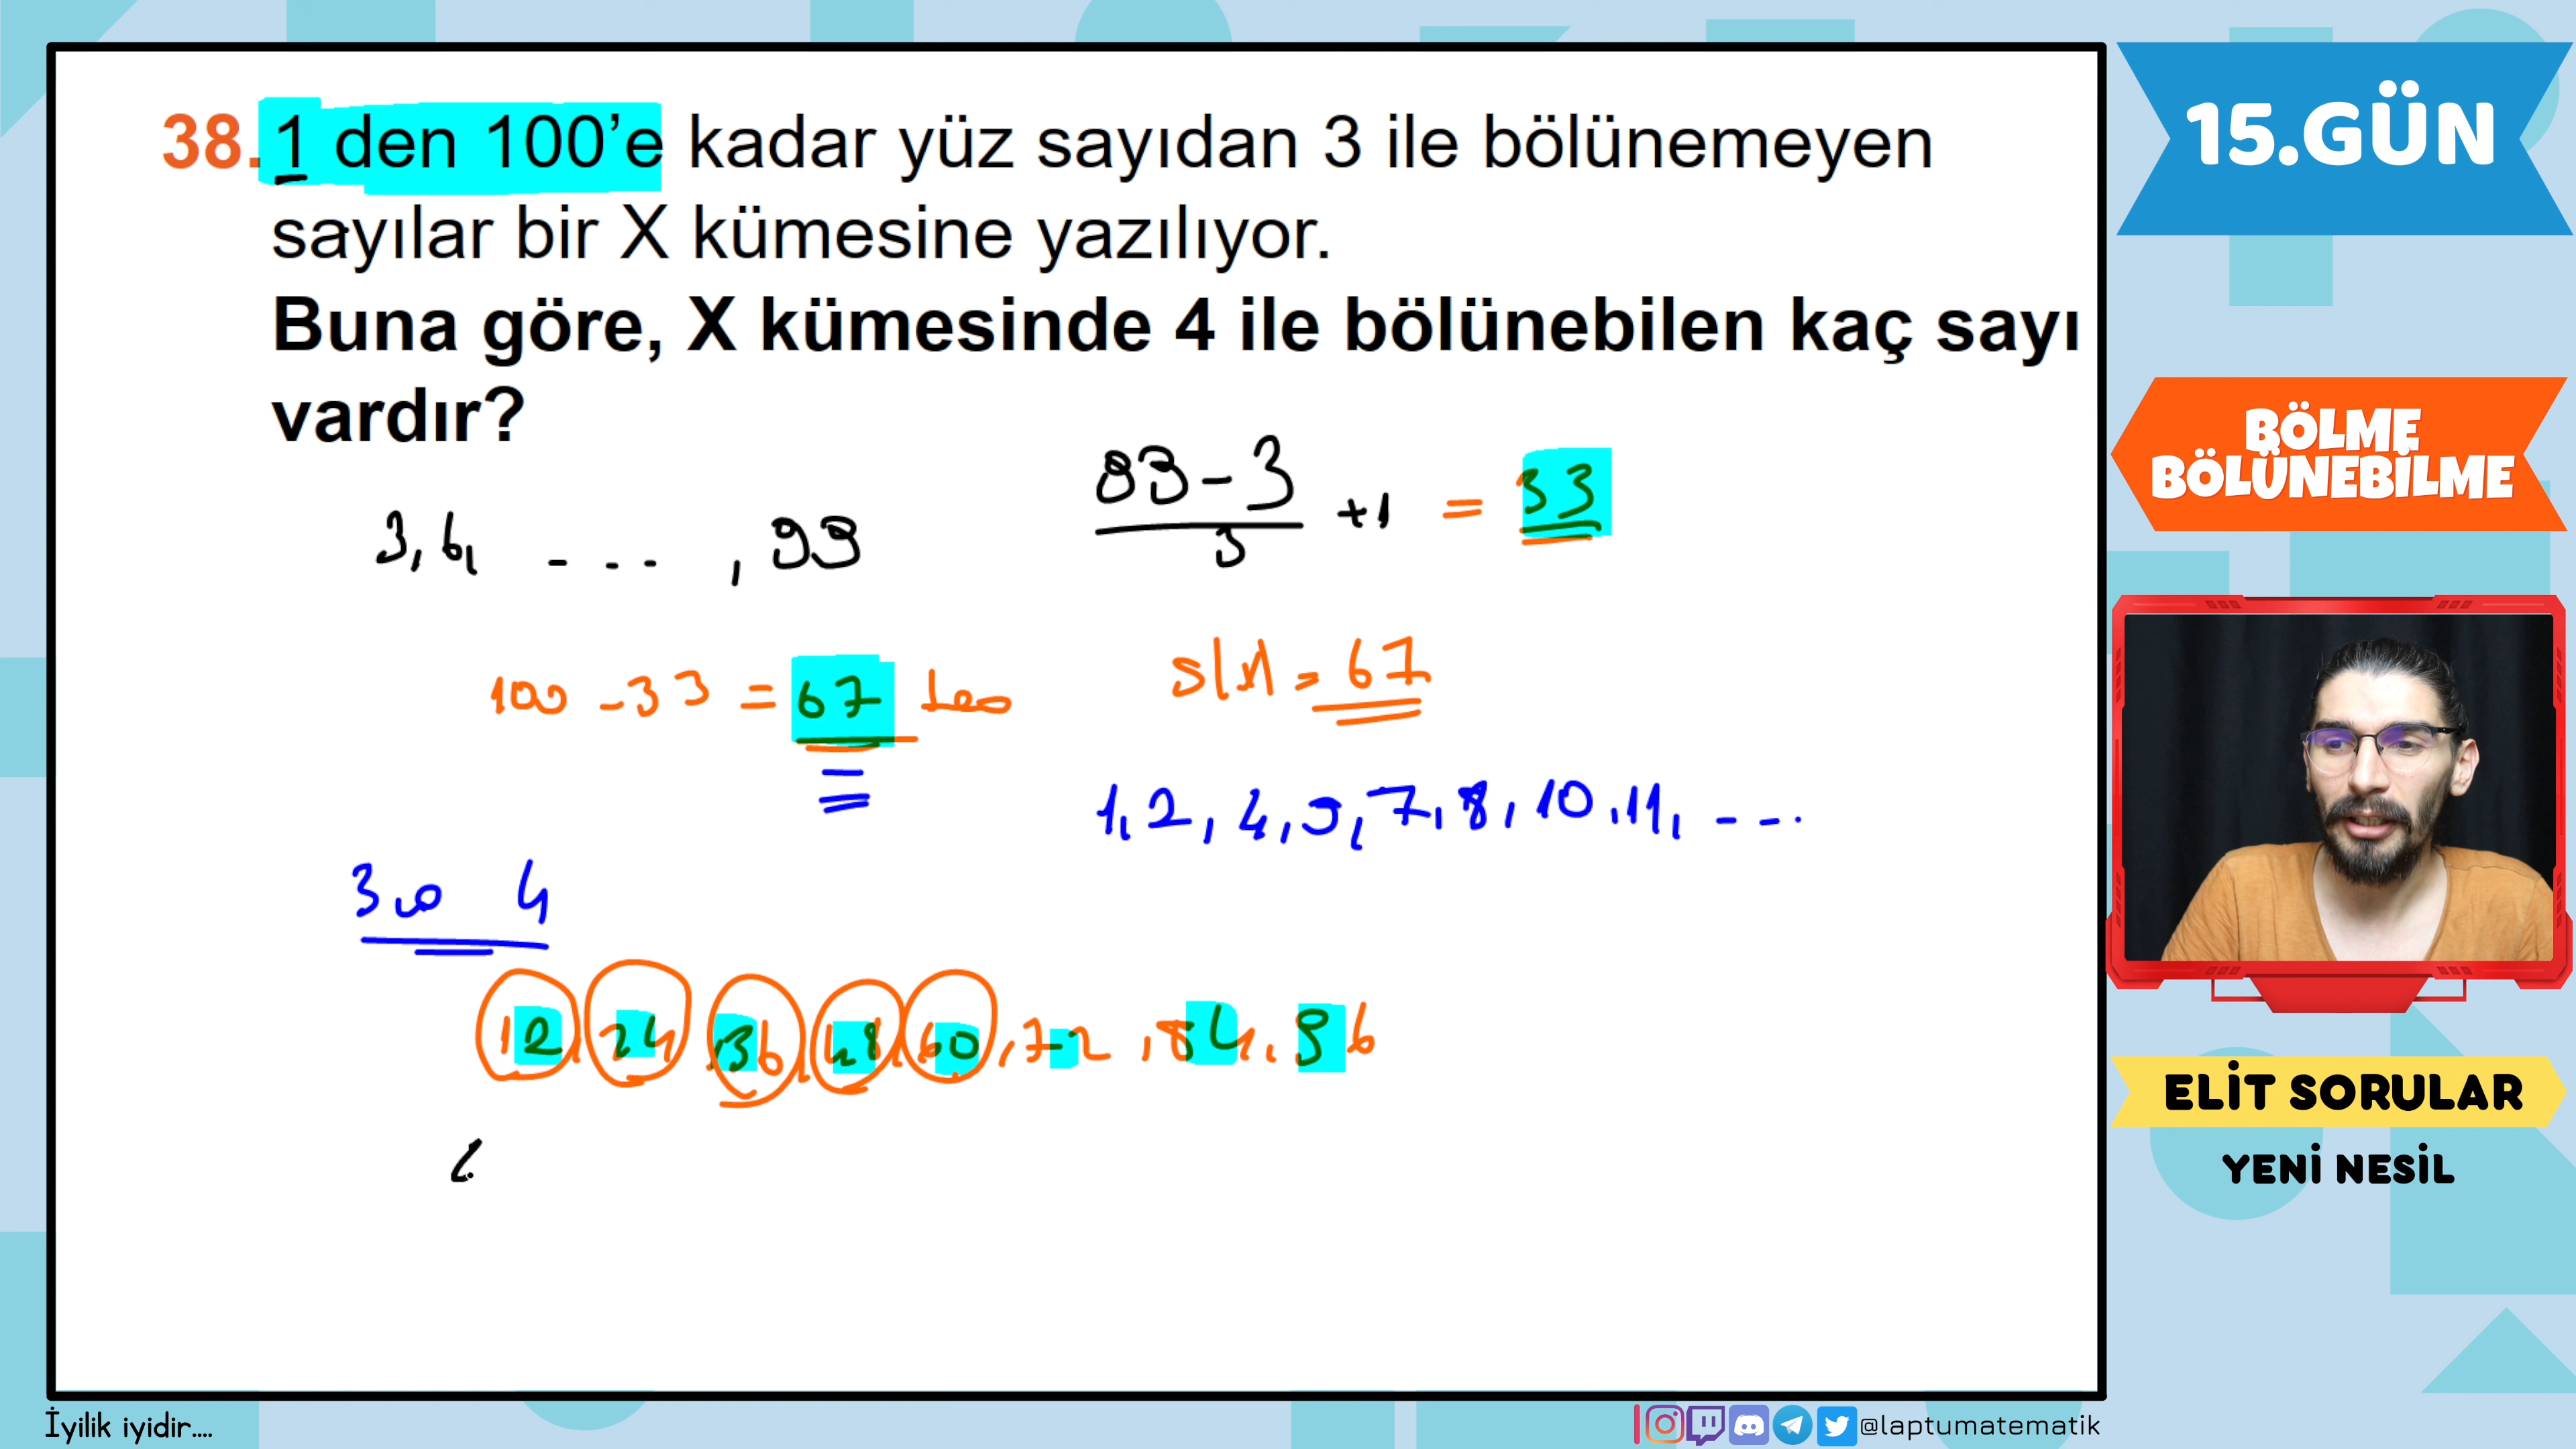 38. 1 den 100’e kadar yüz sayıdan 3 ile bölünemeyen
sayılar bir X kümesine yazılıyor.
Buna göre, X kümesinde 4 ile bölünebilen kaç sayı
vardır?
3, 6, - - - , 99
99 - 3 / 3 + 1 = 33
100 - 33 = 67
s(x) = 67
1, 2, 4, 5, 7, 8, 10, 11, - - -
3 4
12, 24, 36, 48, 60, 72, 84, 96
15.GÜN
BÖLME
BÖLÜNEBİLME
ELİT SORULAR
YENİ NESİL
İyilik iyidir....
@laptumatematik